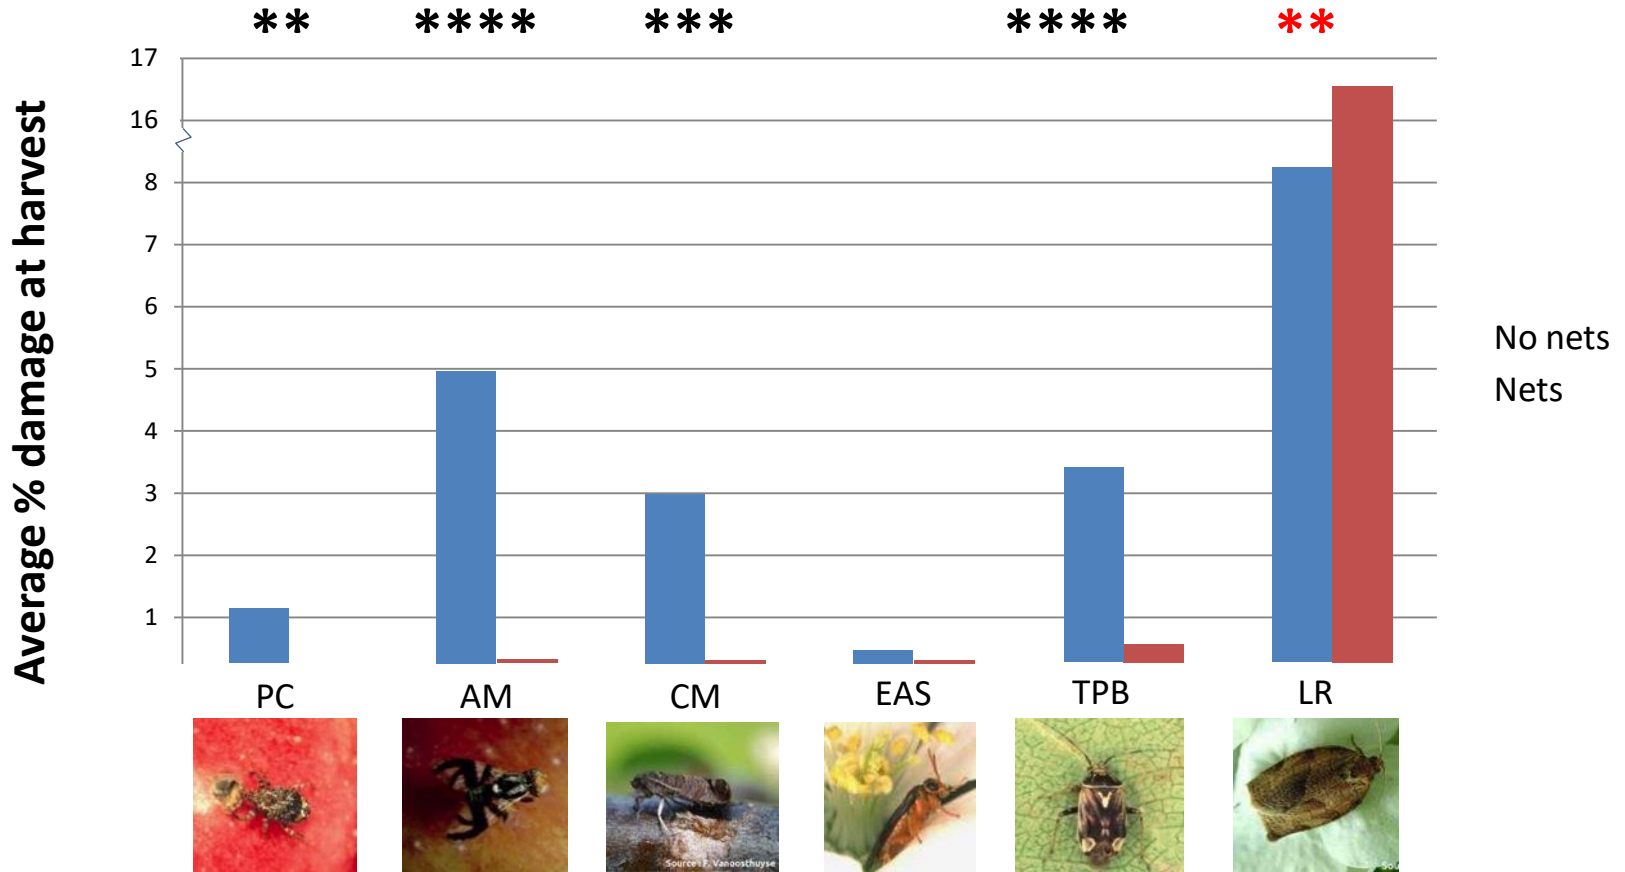 ** **** *** **** **
17
16
8
7
6
5
4
3
2
1
Average % damage at harvest
PC AM CM EAS TPB LR
No nets
Nets
Source: F. Vanoosthuyse